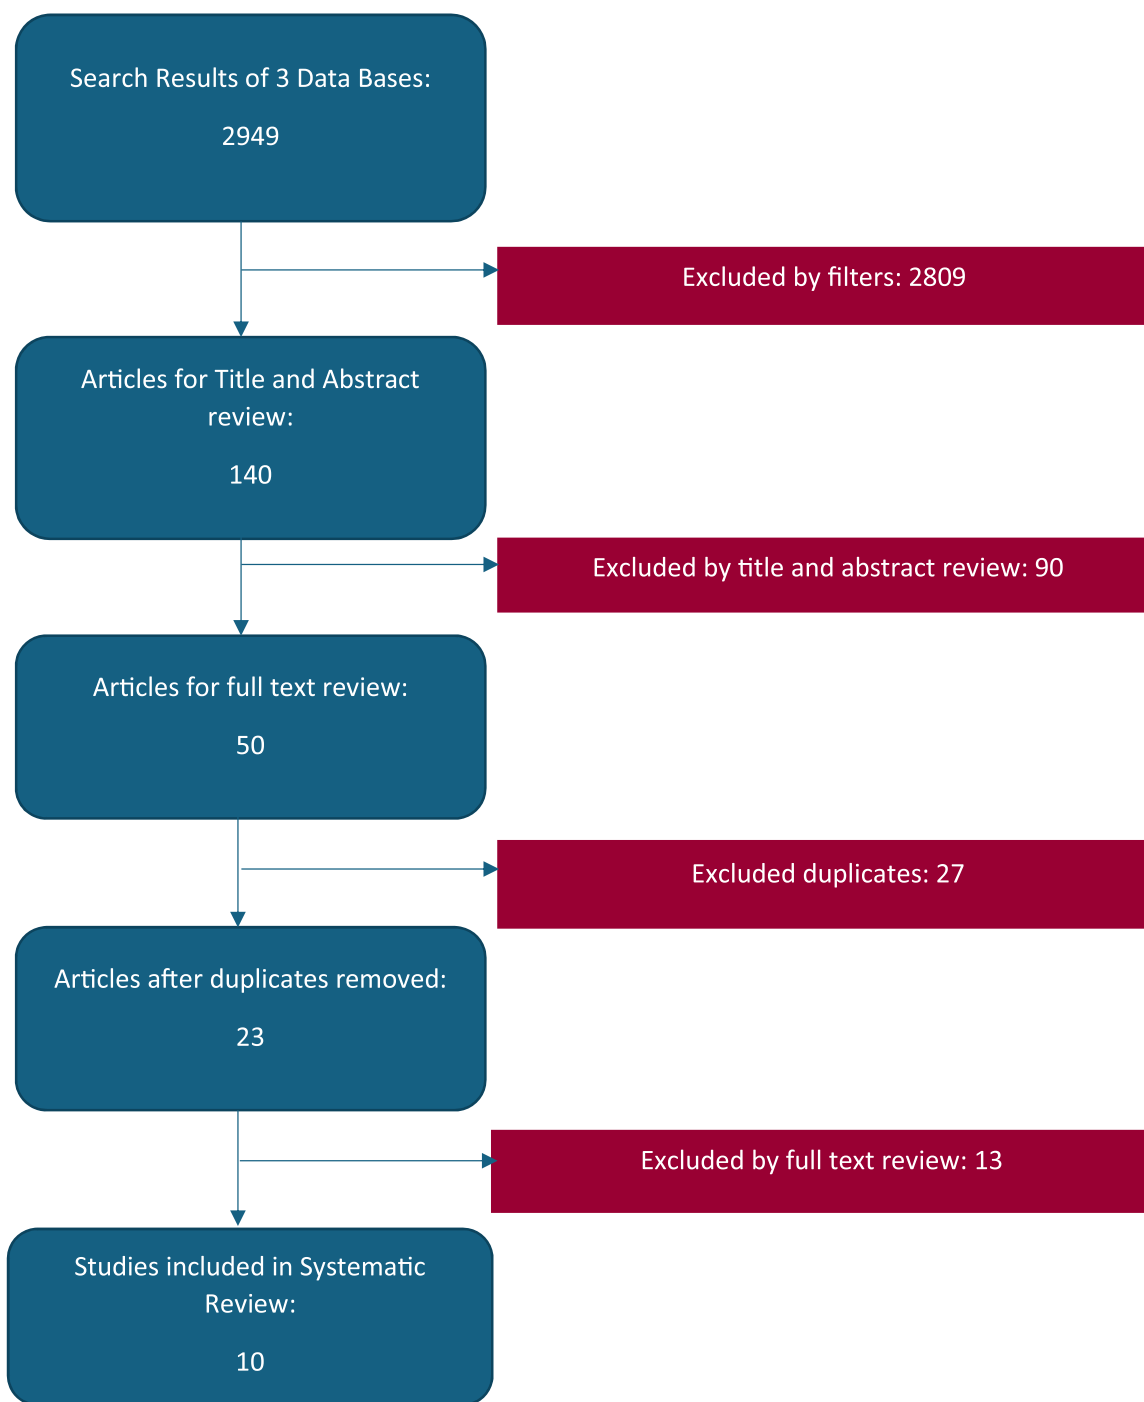 Search Results of 3 Data Bases:
2949
Excluded by filters: 2809
Articles for Title and Abstract
review:
140
Excluded by title and abstract review: 90
Articles for full text review:
50
Excluded duplicates: 27
Articles after duplicates removed:
23
Excluded by full text review: 13
Studies included in Systematic
Review:
10